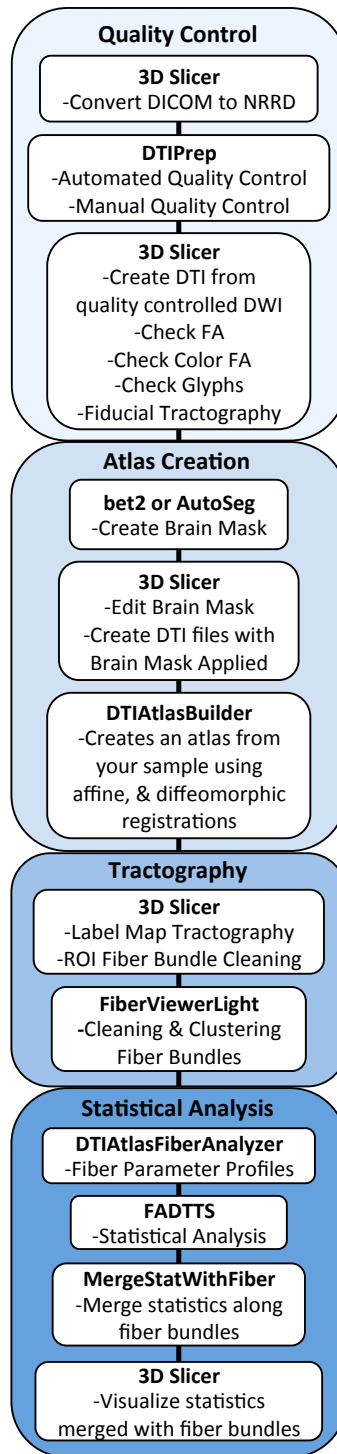 Quality Control
3D Slicer
-Convert DICOM to NRRD
DTIPrep
-Automated Quality Control
-Manual Quality Control
3D Slicer
-Create DTI from
quality controlled DWI
-Check FA
-Check Color FA
-Check Glyphs
-Fiducial Tractography
Atlas Creation
bet2 or AutoSeg
-Create Brain Mask
3D Slicer
-Edit Brain Mask
-Create DTI files with
Brain Mask Applied
DTIAtlasBuilder
-Creates an atlas from
your sample using
affine, & diffeomorphic
registrations
Tractography
3D Slicer
-Label Map Tractography
-ROI Fiber Bundle Cleaning
FiberViewerLight
-Cleaning & Clustering
Fiber Bundles
Statistical Analysis
DTIAtlasFiberAnalyzer
-Fiber Parameter Profiles
FADTTS
-Statistical Analysis
MergeStatWithFiber
-Merge statistics along
fiber bundles
3D Slicer
-Visualize statistics
merged with fiber bundles